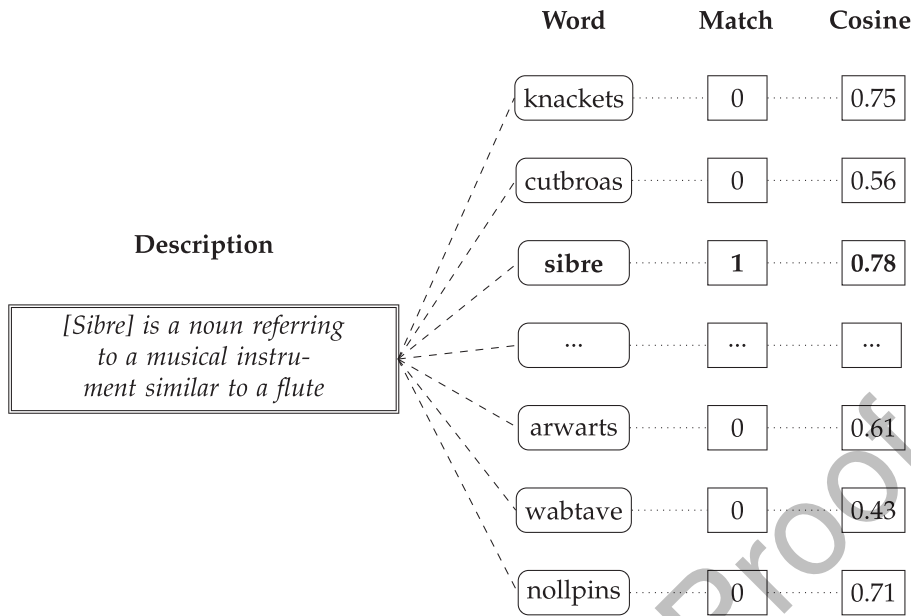 Word Match Cosine
knackets 0 0.75
cutbroas 0 0.56
Description
sibre 1 0.78
[Sibre] is a noun referring
to a musical instru-
ment similar to a flute
... ... ...
arwarts 0 0.61
wabtave 0 0.43
nollpins 0 0.71
Proof